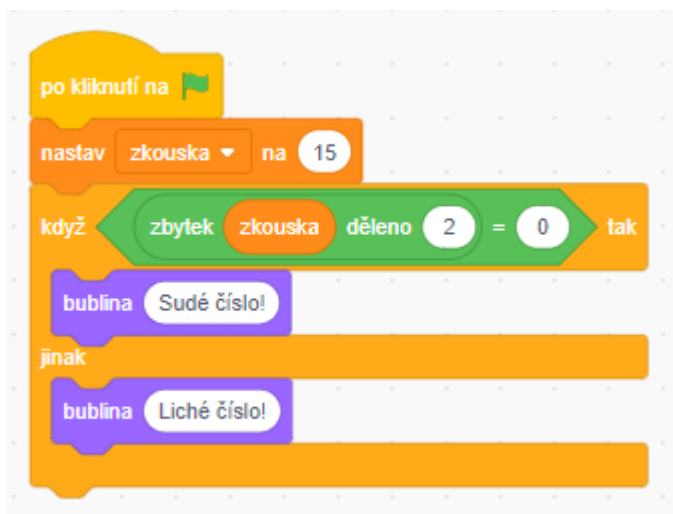 po kliknutí na
nastav zkouska na 15
když zbytek zkouska děleno 2 = 0 tak
bublina Sudé číslo!
jinak
bublina Liché číslo!